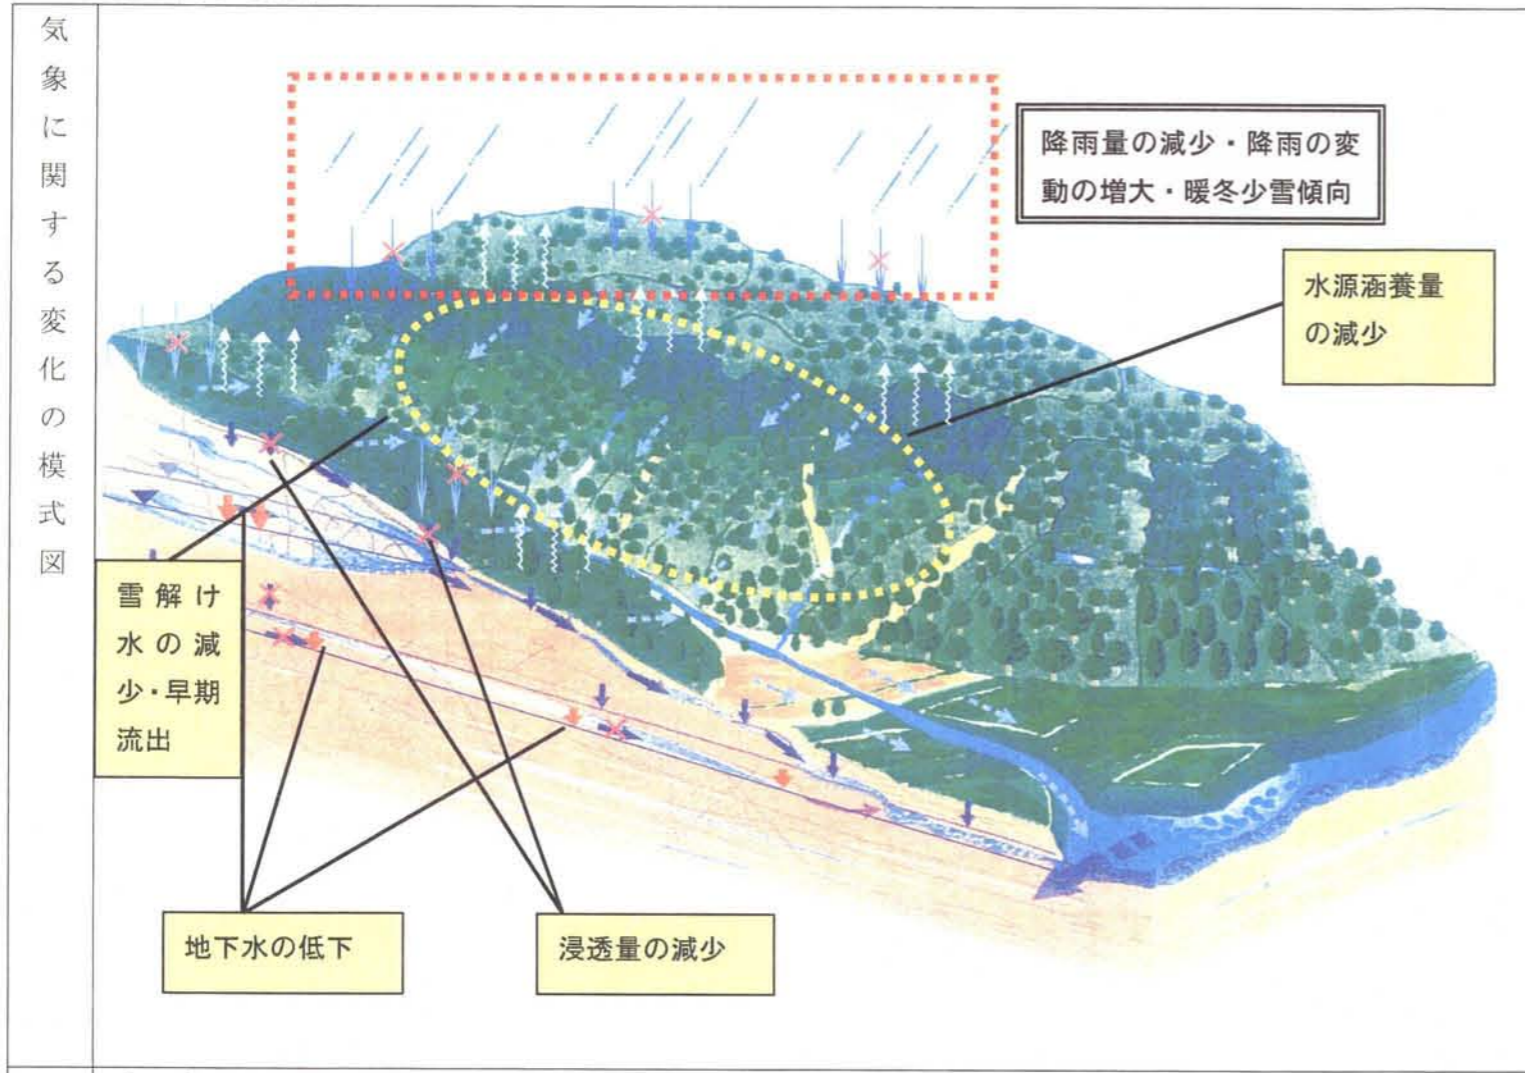 気象に関する変化の模式図
降雨量の減少・降雨の変
動の増大・暖冬少雪傾向
水源涵養量
の減少
雪解け
水の減
少・早期
流出
地下水の低下
浸透量の減少